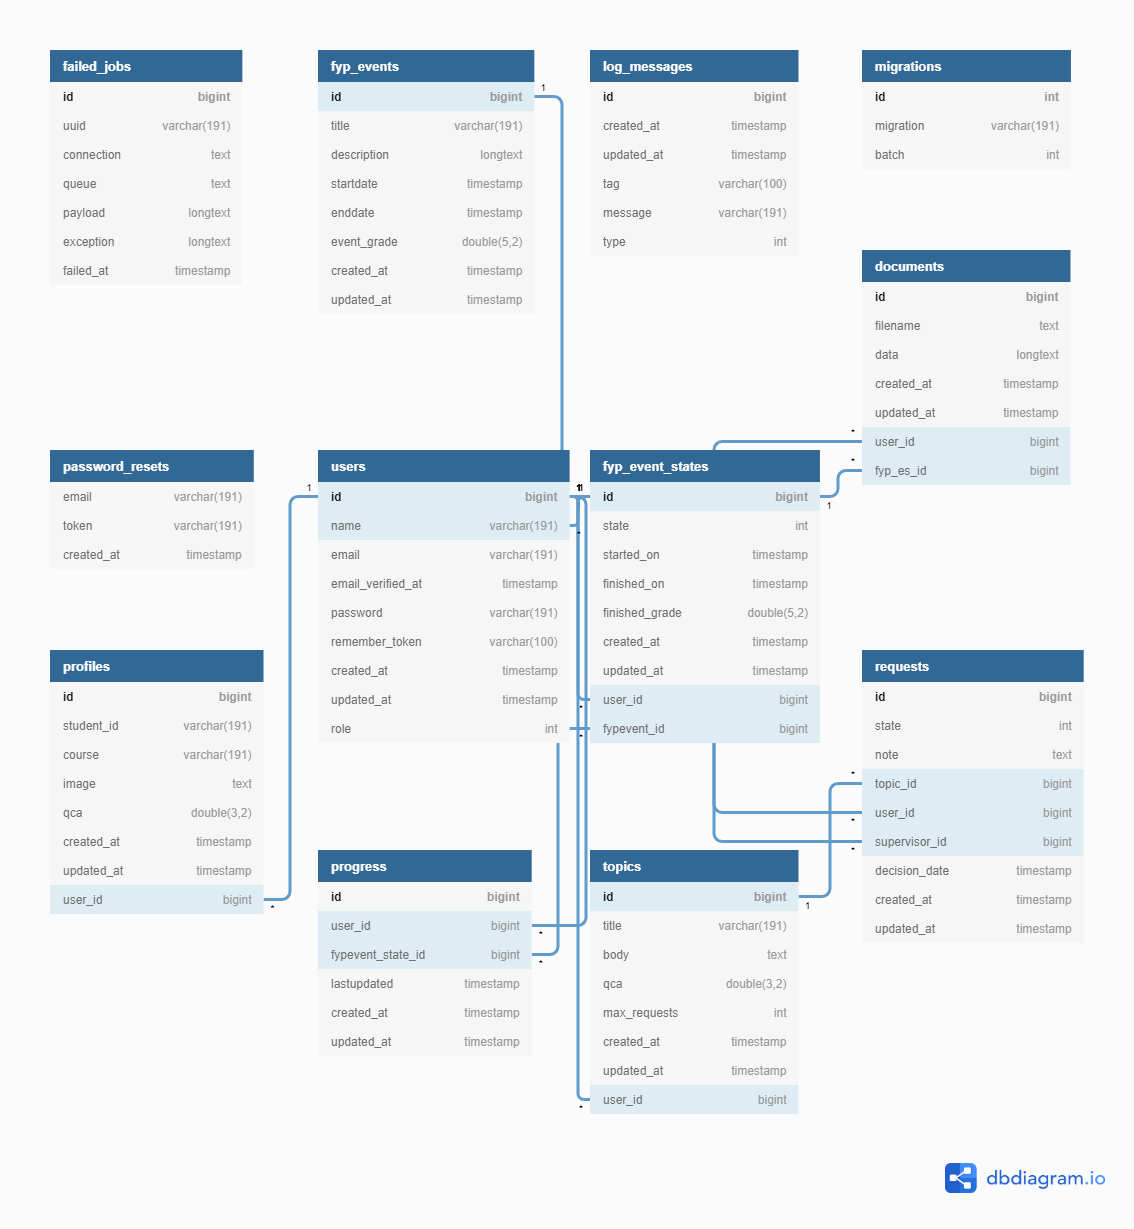 failed_jobs
id bigint
uuid varchar(191)
connection text
queue text
payload longtext
exception longtext
failed_at timestamp
fyp_events
id bigint
title varchar(191)
description longtext
startdate timestamp
enddate timestamp
event_grade double(5,2)
created_at timestamp
updated_at timestamp
1
log_messages
id bigint
created_at timestamp
updated_at timestamp
tag varchar(100)
message varchar(191)
type int
migrations
id int
migration varchar(191)
batch int
documents
id bigint
filename text
data longtext
created_at timestamp
updated_at timestamp
user_id bigint
fyp_es_id bigint
*
*
password_resets
email varchar(191)
token varchar(191)
created_at timestamp
users
id bigint
name varchar(191)
email varchar(191)
email_verified_at timestamp
password varchar(191)
remember_token varchar(100)
created_at timestamp
updated_at timestamp
role int
1
1
*
fyp_event_states
id bigint
state int
started_on timestamp
finished_on timestamp
finished_grade double(5,2)
created_at timestamp
updated_at timestamp
user_id bigint
fypevent_id bigint
1
*
*
profiles
id bigint
student_id varchar(191)
course varchar(191)
image text
qca double(3,2)
created_at timestamp
updated_at timestamp
user_id bigint
*
requests
id bigint
state int
note text
topic_id bigint
user_id bigint
supervisor_id bigint
decision_date timestamp
created_at timestamp
updated_at timestamp
*
*
*
progress
id bigint
user_id bigint
fypevent_state_id bigint
lastupdated timestamp
created_at timestamp
updated_at timestamp
*
*
topics
id bigint
title varchar(191)
body text
qca double(3,2)
max_requests int
created_at timestamp
updated_at timestamp
user_id bigint
1
*
dbdiagram.io